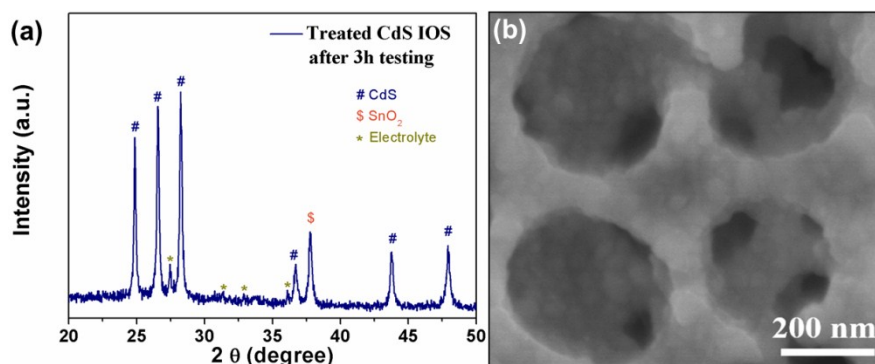 (a)
Treated CdS IOS
after 3h testing
# CdS
$ SnO₂
* Electrolyte
Intensity (a.u.)
# # # * * * * # $ # #
20 25 30 35 40 45 50
2 θ (degree)
(b)
200 nm